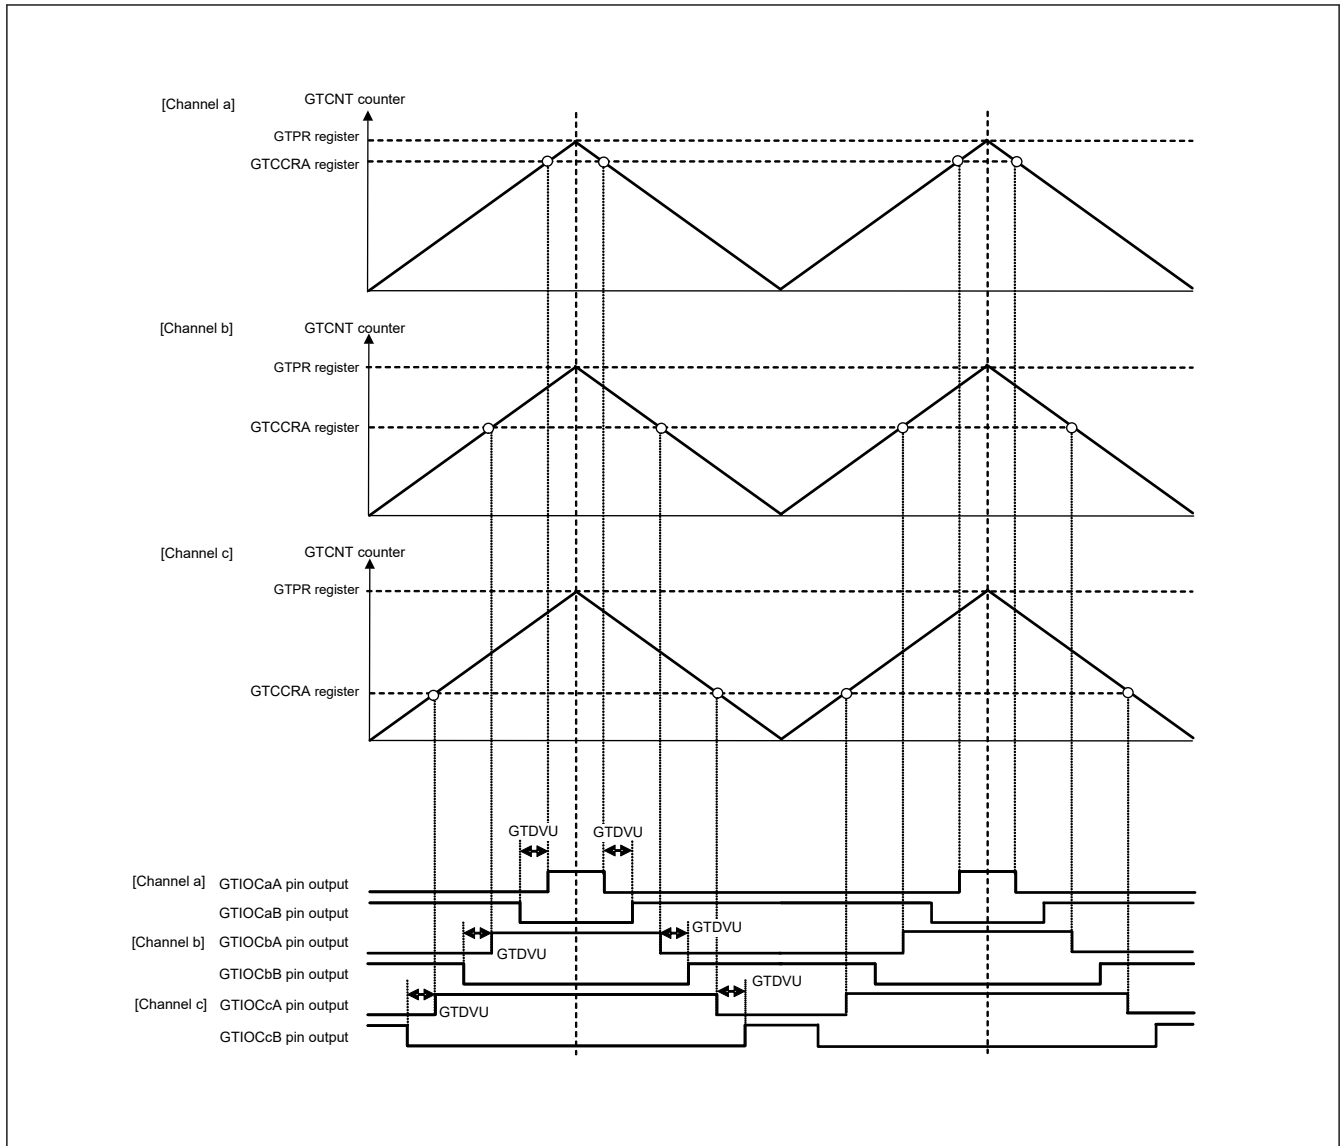 [Channel a]
GTCNT counter
GTPR register
GTCCRA register
[Channel b]
GTCNT counter
GTPR register
GTCCRA register
[Channel c]
GTCNT counter
GTPR register
GTCCRA register
GTDVU GTDVU
[Channel a] GTIOCaA pin output
GTIOCaB pin output
GTDVU
[Channel b] GTIOCbA pin output
GTDVU
GTIOCbB pin output
GTDVU
[Channel c] GTIOCcA pin output
GTDVU
GTIOCcB pin output